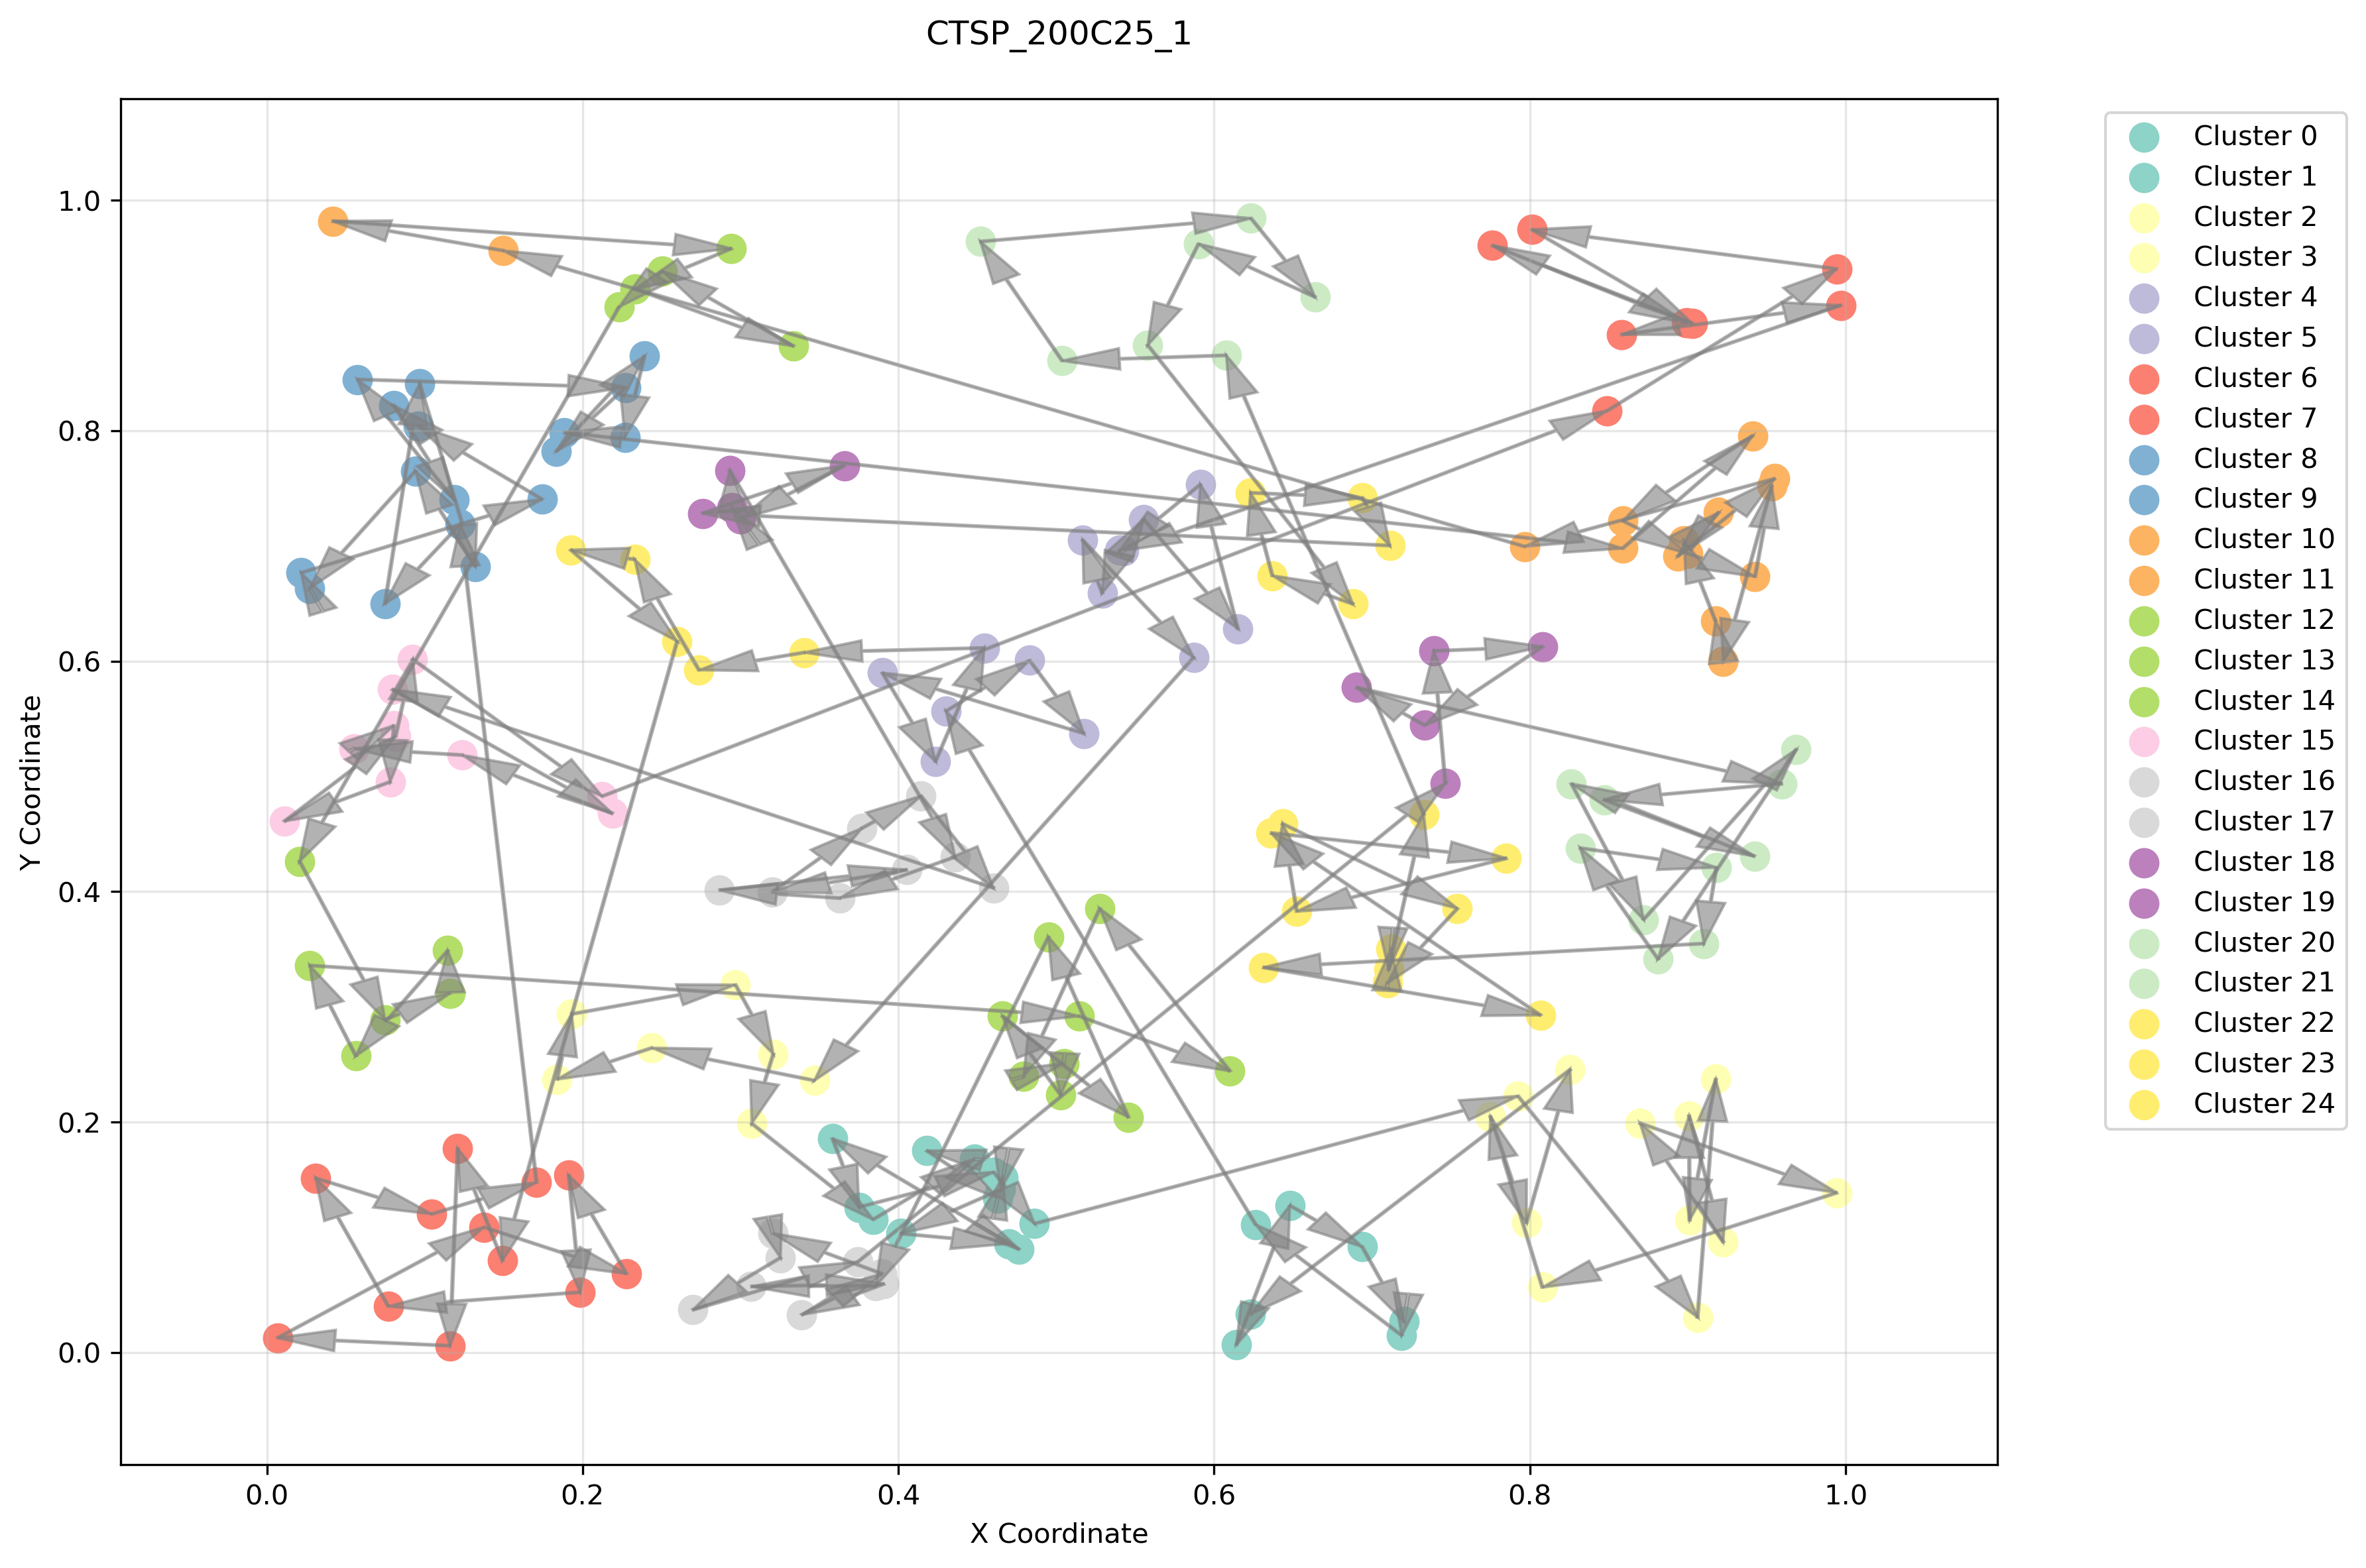 CTSP_200C25_1
1.0
0.8
0.6
0.4
0.2
0.0
Y Coordinate
0.0 0.2 0.4 0.6 0.8 1.0
X Coordinate
Cluster 0
Cluster 1
Cluster 2
Cluster 3
Cluster 4
Cluster 5
Cluster 6
Cluster 7
Cluster 8
Cluster 9
Cluster 10
Cluster 11
Cluster 12
Cluster 13
Cluster 14
Cluster 15
Cluster 16
Cluster 17
Cluster 18
Cluster 19
Cluster 20
Cluster 21
Cluster 22
Cluster 23
Cluster 24